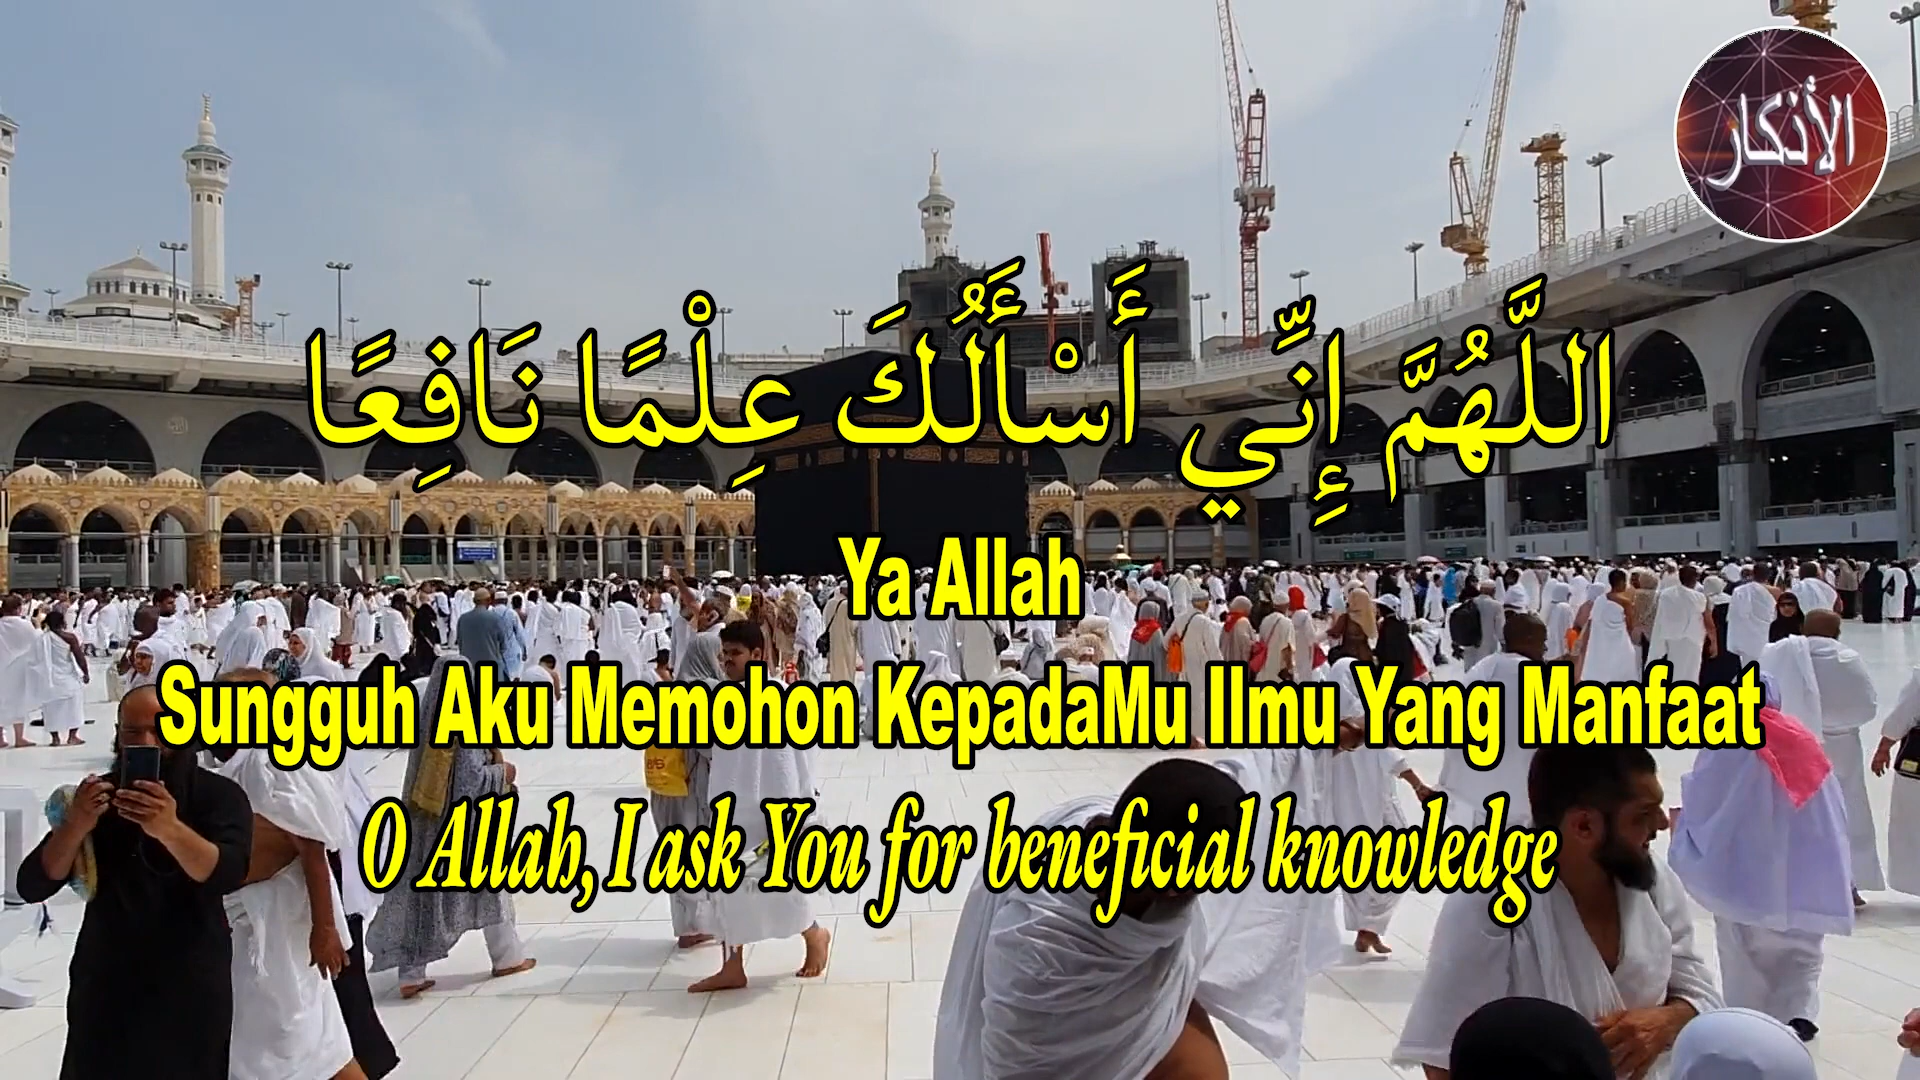 الأذكار
اللَّهُمَّ إِنِّي أَسْأَلُكَ عِلْمًا نَافِعًا
Ya Allah
Sungguh Aku Memohon KepadaMu Ilmu Yang Manfaat
O Allah, I ask You for beneficial knowledge